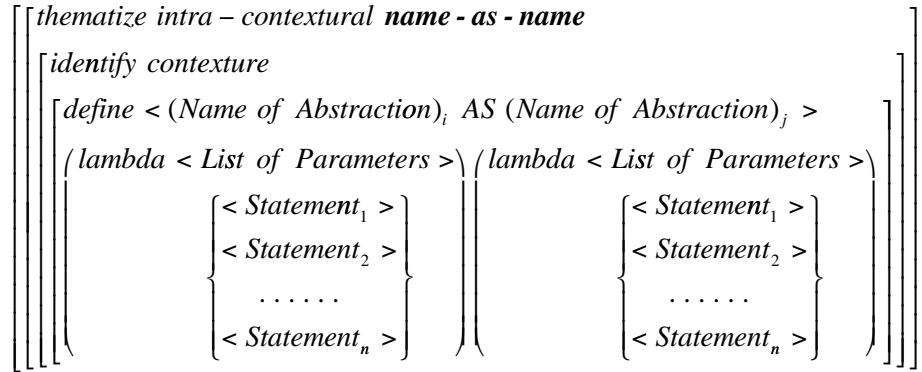 thematize intra – contextural name - as - name
identify contexture
define < (Name of Abstraction)i AS (Name of Abstraction)j >
(lambda < List of Parameters >) (lambda < List of Parameters >)
{< Statement1 >} {< Statement1 >}
{< Statement2 >} {< Statement2 >}
{. . . . . .} {. . . . . .}
{< Statementn >} {< Statementn >}